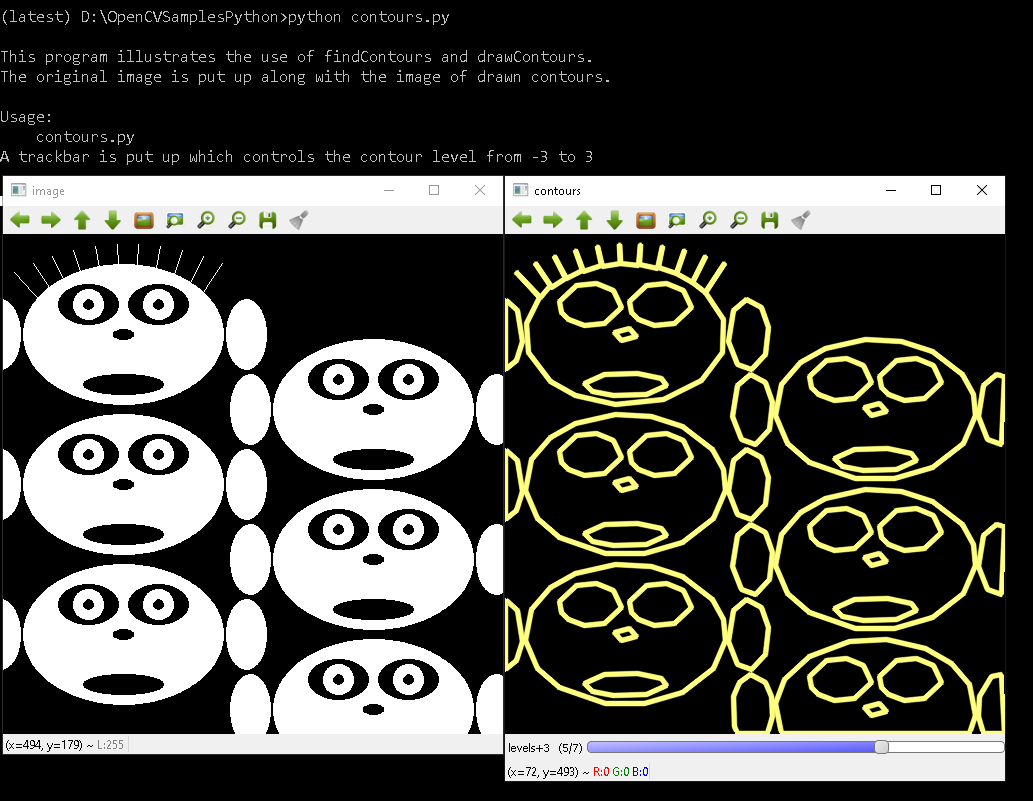 (latest) D:\OpenCVSamplesPython>python contours.py
This program illustrates the use of findContours and drawContours.
The original image is put up along with the image of drawn contours.
Usage:
contours.py
A trackbar is put up which controls the contour level from -3 to 3
image
contours
(x=494, y=179) ~ L:255
levels+3 (5/7)
(x=72, y=493) ~ R:0 G:0 B:0